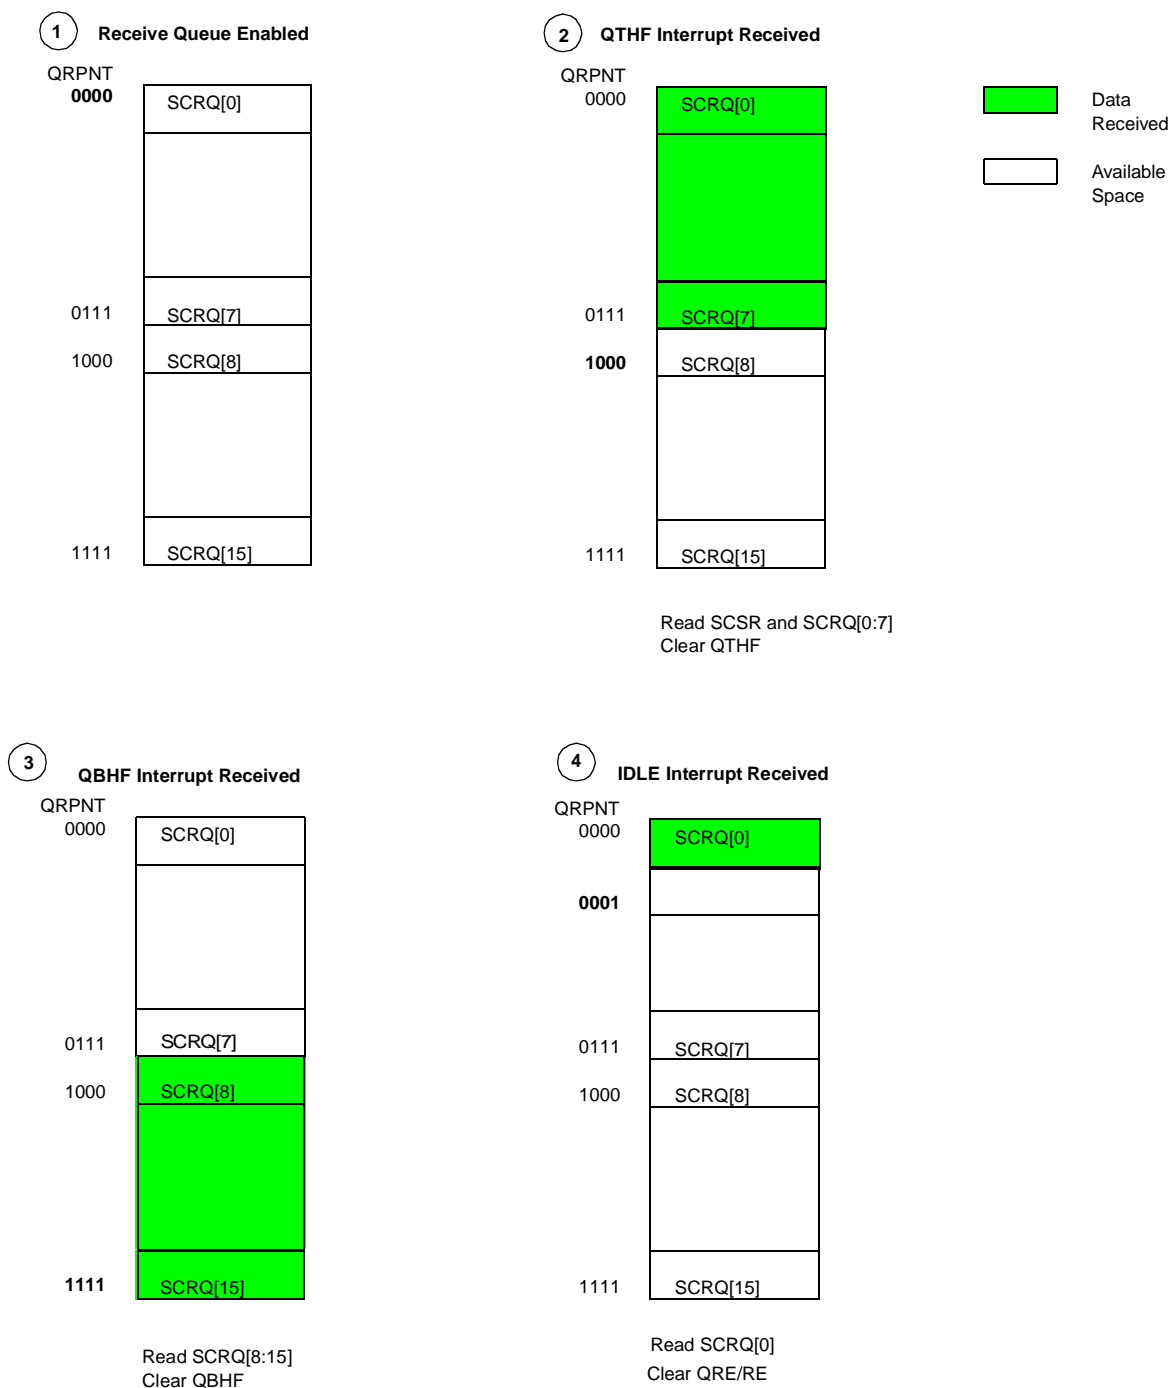 1 Receive Queue Enabled
QRPNT
0000
SCRQ[0]
0111
SCRQ[7]
1000
SCRQ[8]
1111
SCRQ[15]
2 QTHF Interrupt Received
QRPNT
0000
SCRQ[0]
0111
SCRQ[7]
1000
SCRQ[8]
1111
SCRQ[15]
Read SCSR and SCRQ[0:7]
Clear QTHF
Data
Received
Available
Space
3 QBHF Interrupt Received
QRPNT
0000
SCRQ[0]
0111
SCRQ[7]
1000
SCRQ[8]
1111
SCRQ[15]
Read SCRQ[8:15]
Clear QBHF
4 IDLE Interrupt Received
QRPNT
0000
SCRQ[0]
0001
0111
SCRQ[7]
1000
SCRQ[8]
1111
SCRQ[15]
Read SCRQ[0]
Clear QRE/RE